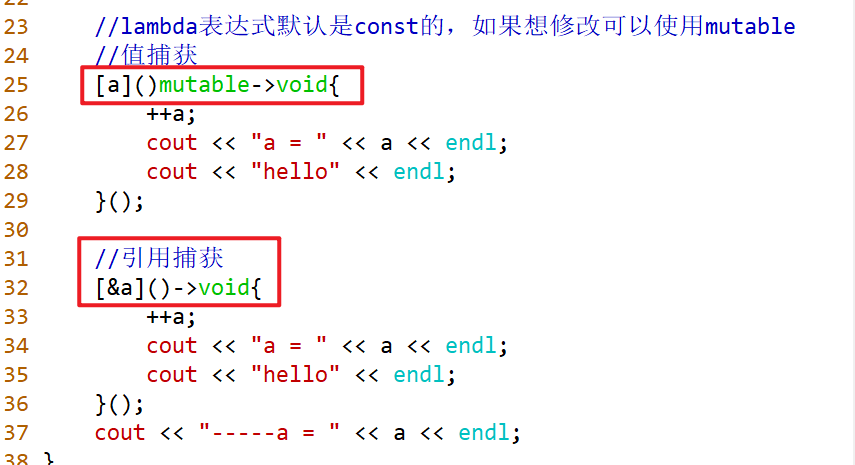 22
23     //lambda表达式默认是const的，如果想修改可以使用mutable
24     //值捕获
25     [a]()mutable->void{
26         ++a;
27         cout << "a = " << a << endl;
28         cout << "hello" << endl;
29     }();
30
31     //引用捕获
32     [&a]()->void{
33         ++a;
34         cout << "a = " << a << endl;
35         cout << "hello" << endl;
36     }();
37     cout << "-----a = " << a << endl;
38 }